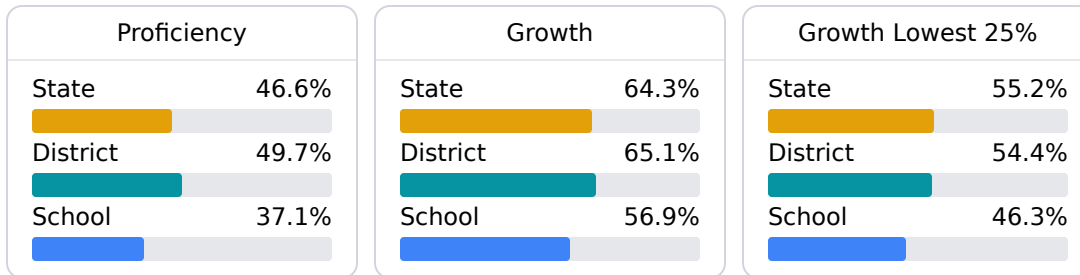 Proficiency
State 46.6%
District 49.7%
School 37.1%
Growth
State 64.3%
District 65.1%
School 56.9%
Growth Lowest 25%
State 55.2%
District 54.4%
School 46.3%